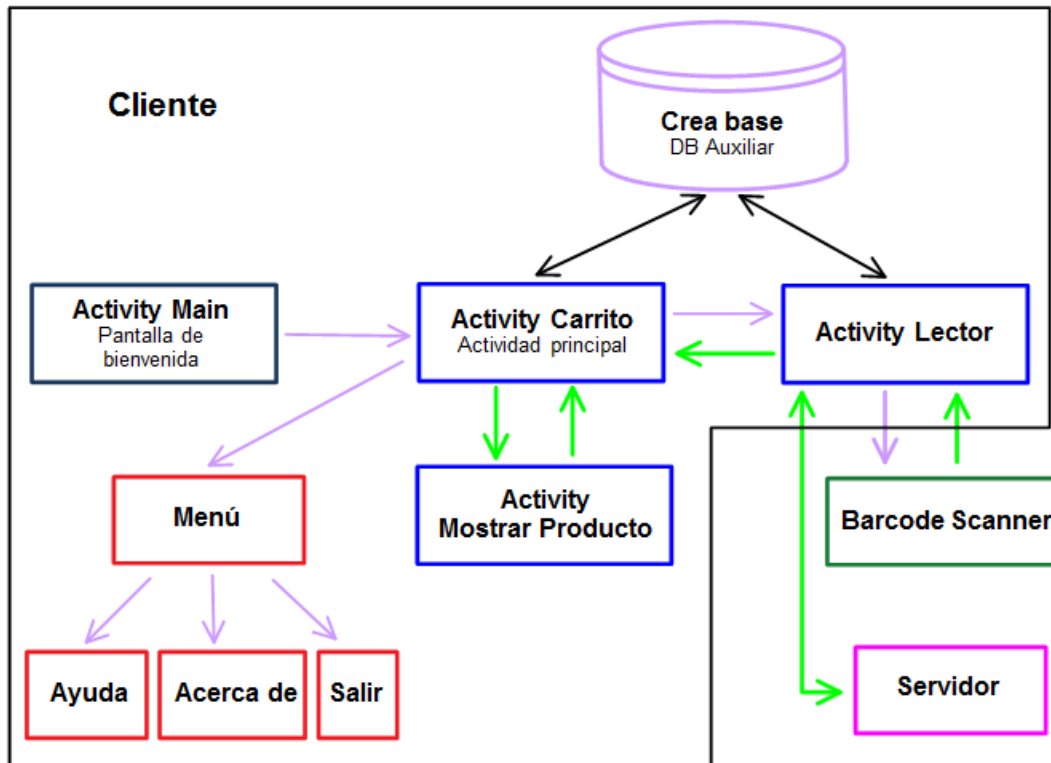 Cliente
Crea base
DB Auxiliar
Activity Main
Pantalla de
bienvenida
Activity Carrito
Actividad principal
Activity Lector
Menú
Activity
Mostrar Producto
Barcode Scanner
Ayuda
Acerca de
Salir
Servidor